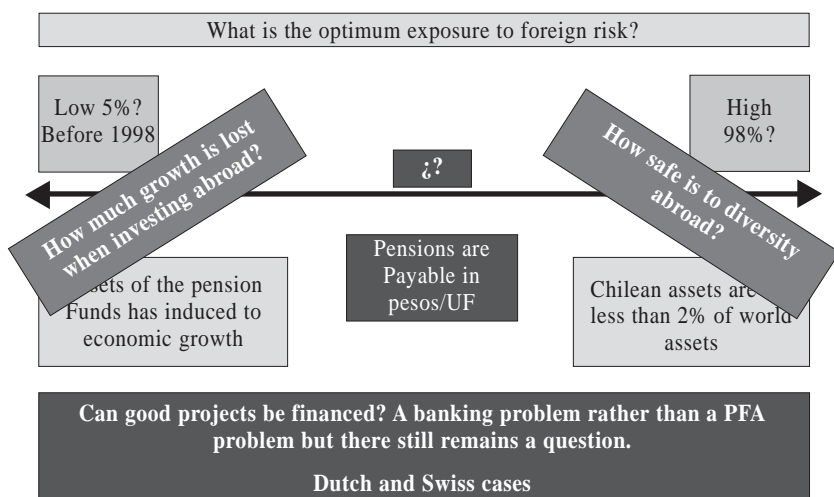 What is the optimum exposure to foreign risk?
Low 5%?
Before 1998
High
98%?
How much growth is lost
when investing abroad?
¿?
How safe is to diversity
abroad?
Pensions are
Payable in
pesos/UF
of the pension
Funds has induced to
economic growth
Chilean assets are
less than 2% of world
assets
Can good projects be financed? A banking problem rather than a PFA
problem but there still remains a question.
Dutch and Swiss cases